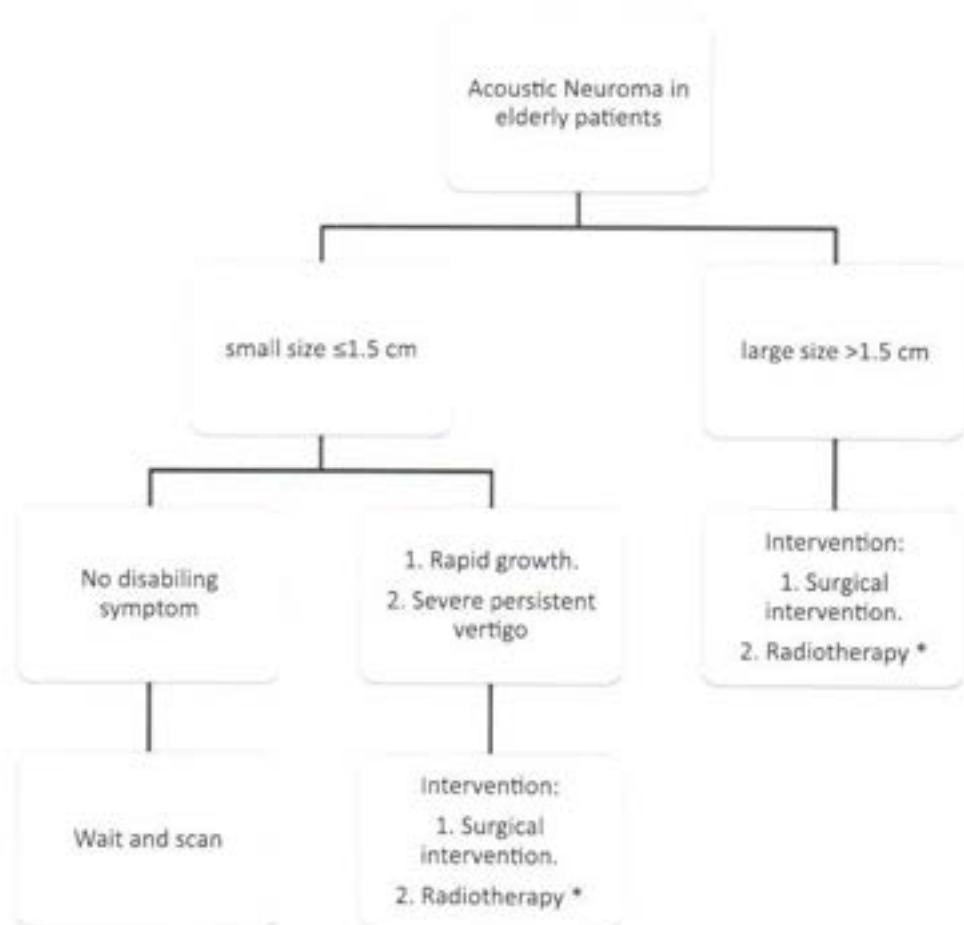 Acoustic Neuroma in
elderly patients
small size ≤1.5 cm
large size >1.5 cm
No disabiling
symptom
1. Rapid growth.
2. Severe persistent
vertigo
Intervention:
1. Surgical
intervention.
2. Radiotherapy *
Wait and scan
Intervention:
1. Surgical
intervention.
2. Radiotherapy *